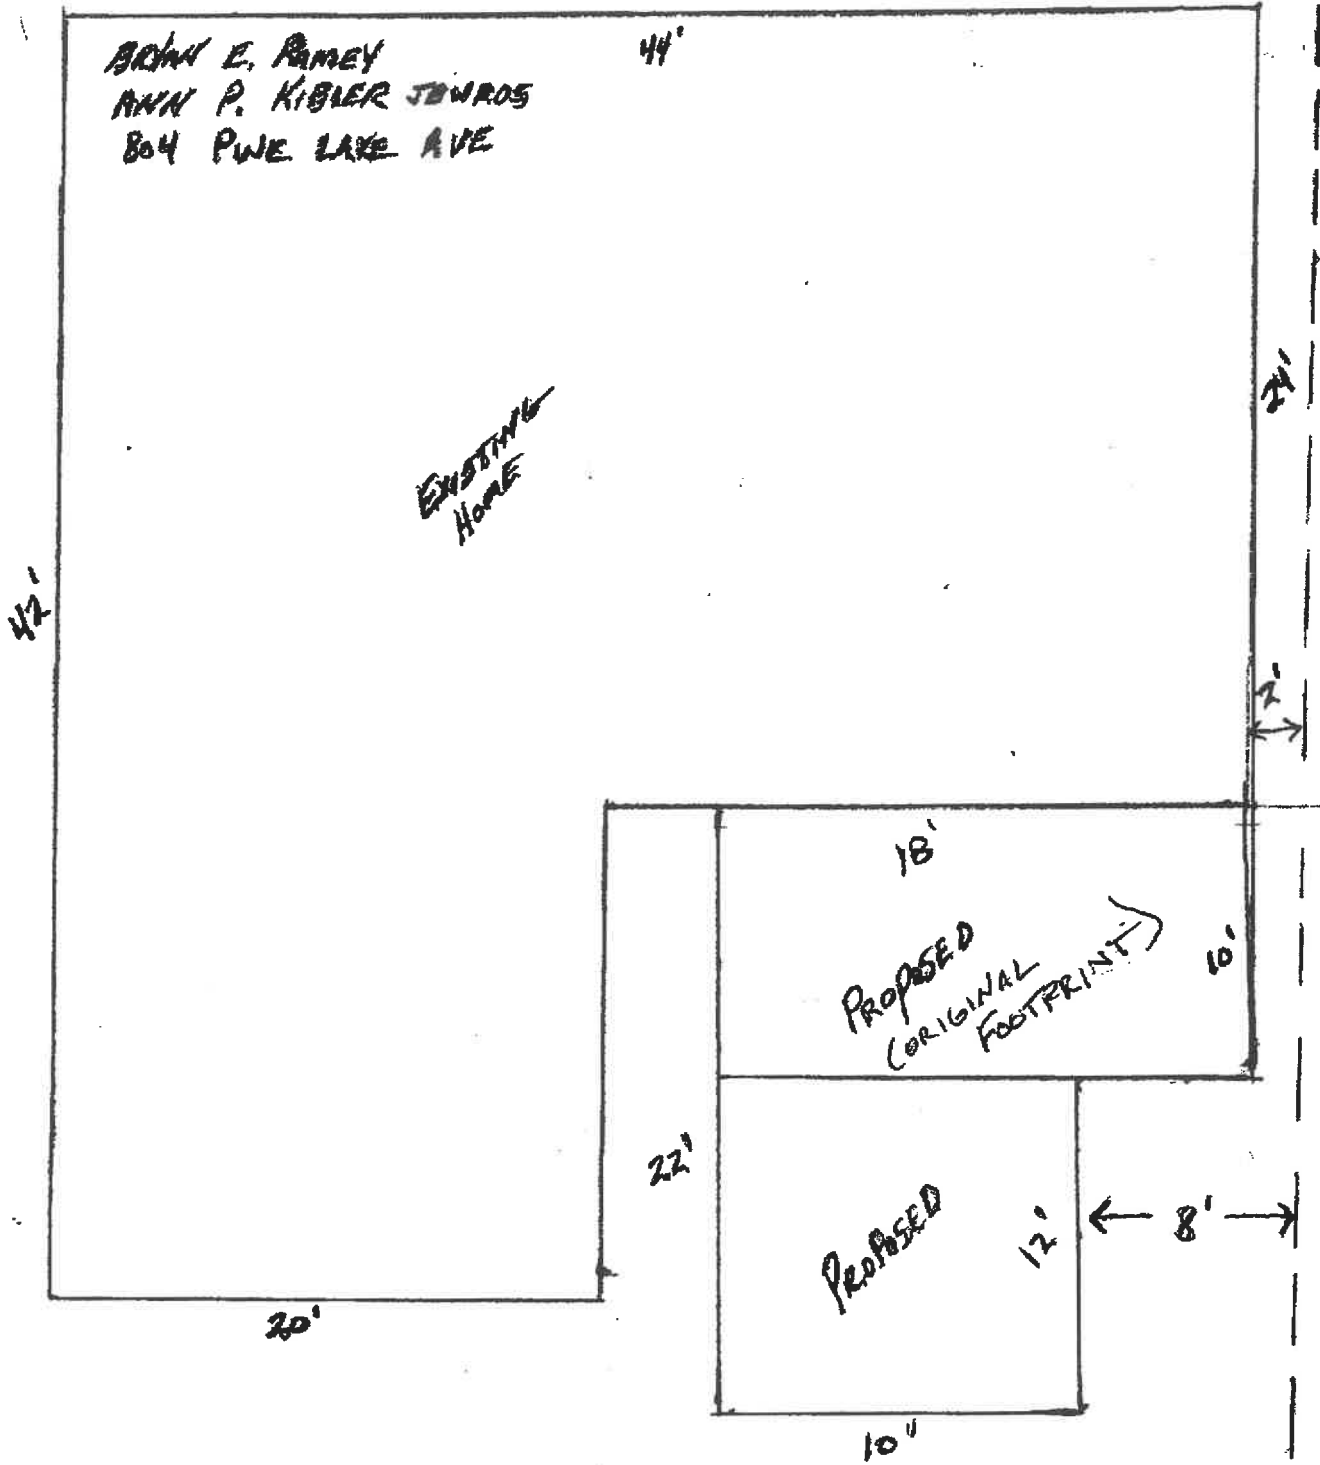 BRYAN E. RAMEY
44'
ANN P. KIBLER JTWROS
804 PINE LAKE AVE
24'
EXISTING
HOME
42'
2'
18'
PROPOSED
(ORIGINAL
FOOTPRINT)
10'
22'
PROPOSED
12'
8'
20'
10"